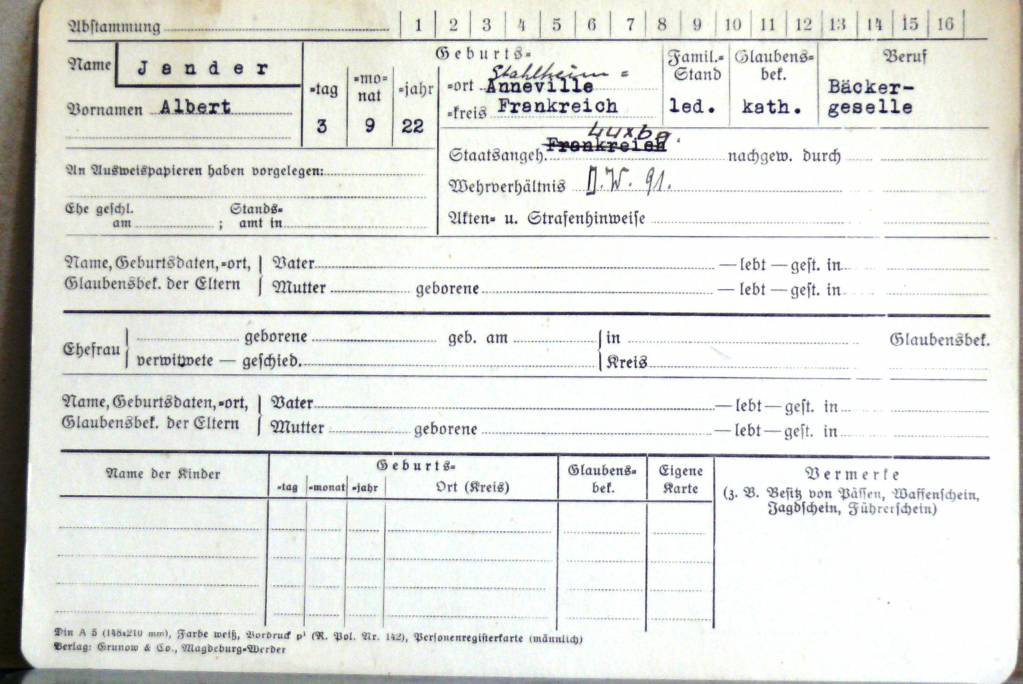 Abstammung 1 2 3 4 5 6 7 8 9 10 11 12 13 14 15 16
Name Jender
Vornamen Albert
Geburts=
=tag =mo=nat =jahr
3 9 22
Stahlheim =
=ort Anneville
=kreis Frankreich
Famil.= Stand
led.
Glaubens= bek.
kath.
Beruf
Bäcker-
geselle
An Ausweispapieren haben vorgelegen:
Ehe geschl. am ; Stands= amt in
Staatsangeh. Frankreich nachgew. durch
Wehrverhältnis D.W. 91.
Akten= u. Strafenhinweise
Name, Geburtsdaten, =ort, Vater — lebt — gest. in
Glaubensbek. der Eltern Mutter geborene — lebt — gest. in
Ehefrau geborene geb. am in Glaubensbek.
verwitwete — geschied. Kreis
Name, Geburtsdaten, =ort, Vater — lebt — gest. in
Glaubensbek. der Eltern Mutter geborene — lebt — gest. in
Name der Kinder
Geburts=
=tag =monat =jahr Ort (Kreis)
Glaubens= bek.
Eigene Karte
Vermerke
(z. B. Besitz von Pässen, Waffenschein,
Jagdschein, Führerschein)
Din A 5 (148x210 mm), Farbe weiß, Vordruck p¹ (R. Pol. Nr. 142), Personenregisterkarte (männlich)
Verlag: Grunow & Co., Magdeburg=Werder